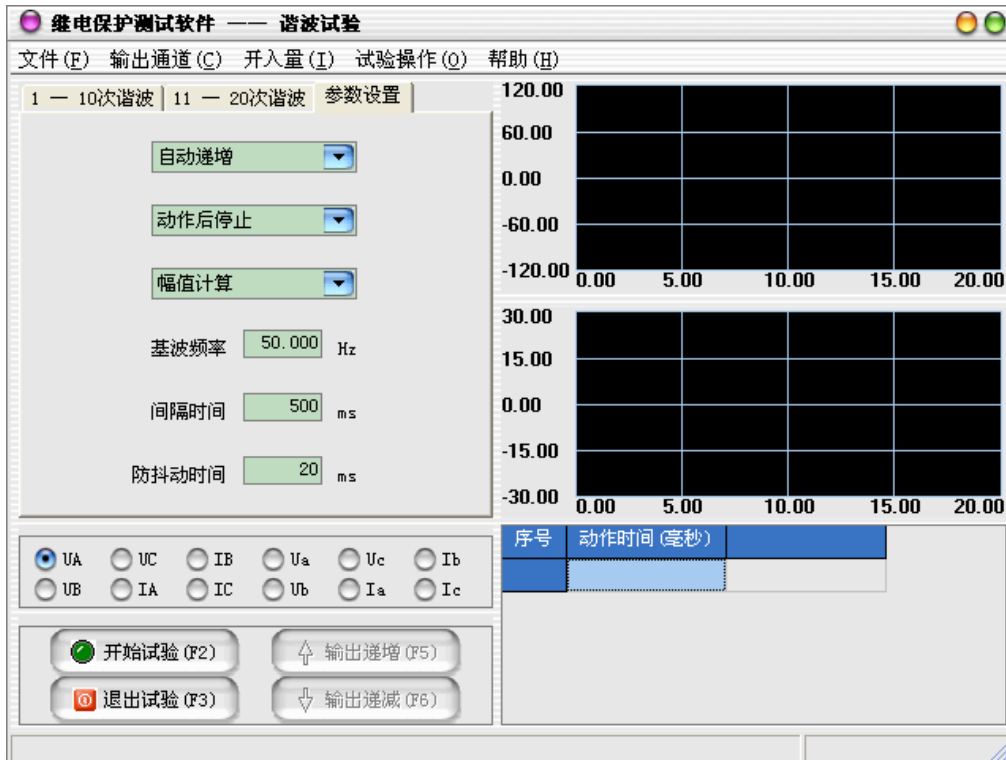 继电保护测试软件 —— 谐波试验
文件(F) 输出通道(C) 开入量(I) 试验操作(O) 帮助(H)
1 — 10次谐波 11 — 20次谐波 参数设置
自动递增
动作后停止
幅值计算
基波频率 50.000 Hz
间隔时间 500 ms
防抖动时间 20 ms
120.00
60.00
0.00
-60.00
-120.00
0.00 5.00 10.00 15.00 20.00
30.00
15.00
0.00
-15.00
-30.00
0.00 5.00 10.00 15.00 20.00
UA UC IB Ua Uc Ib
UB IA IC Ub Ia Ic
序号 动作时间(毫秒)
开始试验(F2) 输出递增(F5)
退出试验(F3) 输出递减(F6)